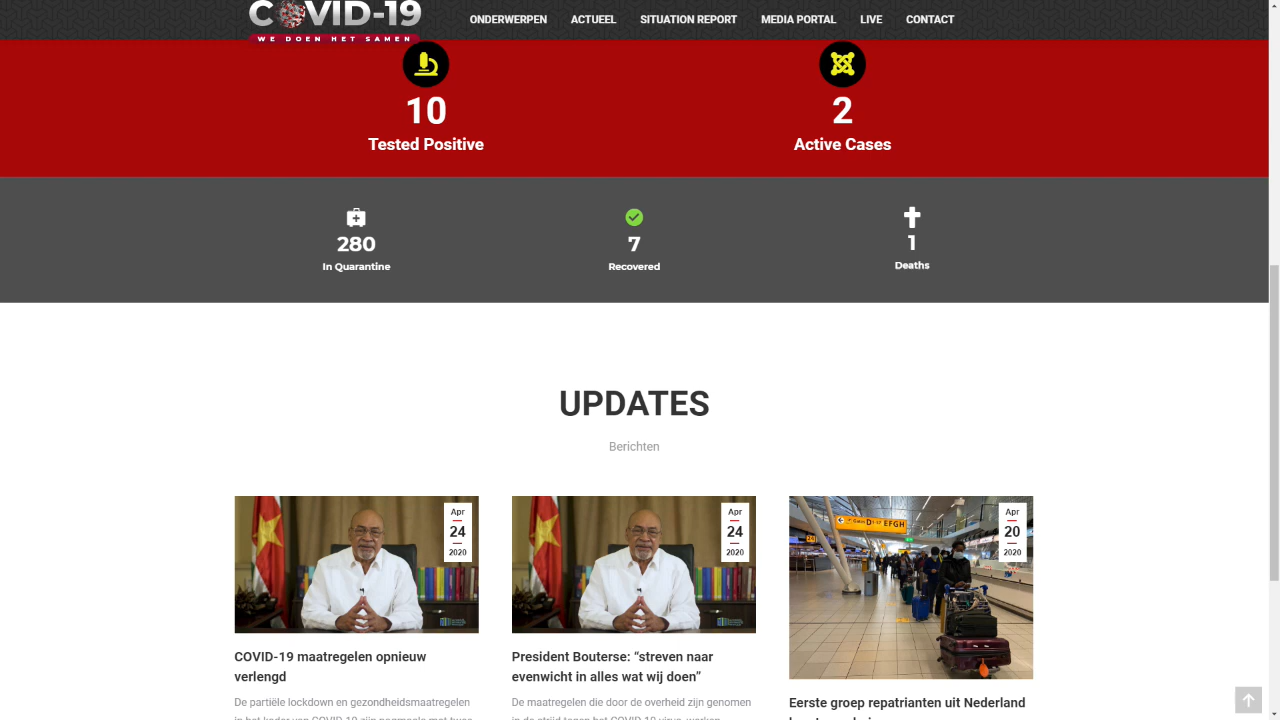 COVID-19
WE DOEN HET SAMEN
ONDERWERPEN ACTUEEL SITUATION REPORT MEDIA PORTAL LIVE CONTACT
10
Tested Positive
2
Active Cases
280
In Quarantine
7
Recovered
1
Deaths
UPDATES
Berichten
Apr
24
2020
COVID-19 maatregelen opnieuw
verlengd
De partiële lockdown en gezondheidsmaatregelen
Apr
24
2020
President Bouterse: “streven naar
evenwicht in alles wat wij doen”
De maatregelen die door de overheid zijn genomen
Apr
20
2020
EFGH
Eerste groep repatrianten uit Nederland